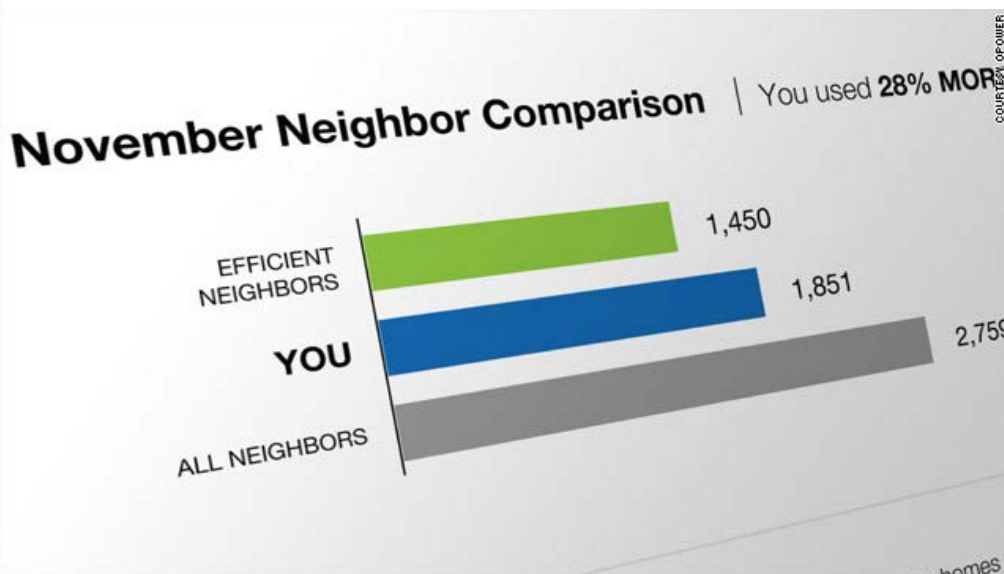 COURTESY OPOWER
November Neighbor Comparison | You used 28% MOR
EFFICIENT
NEIGHBORS
1,450
YOU
1,851
ALL NEIGHBORS
2,759
homes